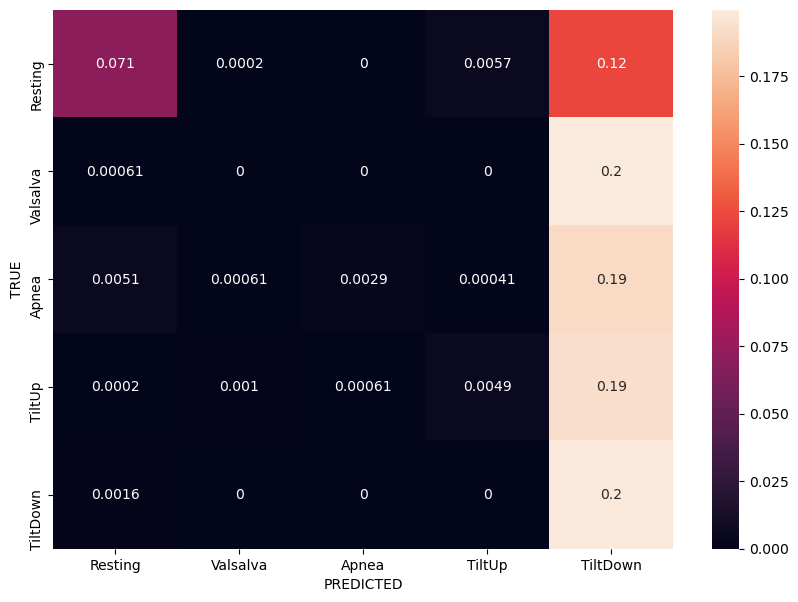 Resting 0.071 0.0002 0 0.0057 0.12
Valsalva 0.00061 0 0 0 0.2
Apnea 0.0051 0.00061 0.0029 0.00041 0.19
TiltUp 0.0002 0.001 0.00061 0.0049 0.19
TiltDown 0.0016 0 0 0 0.2
TRUE
Resting Valsalva Apnea TiltUp TiltDown
PREDICTED
0.175
0.150
0.125
0.100
0.075
0.050
0.025
0.000